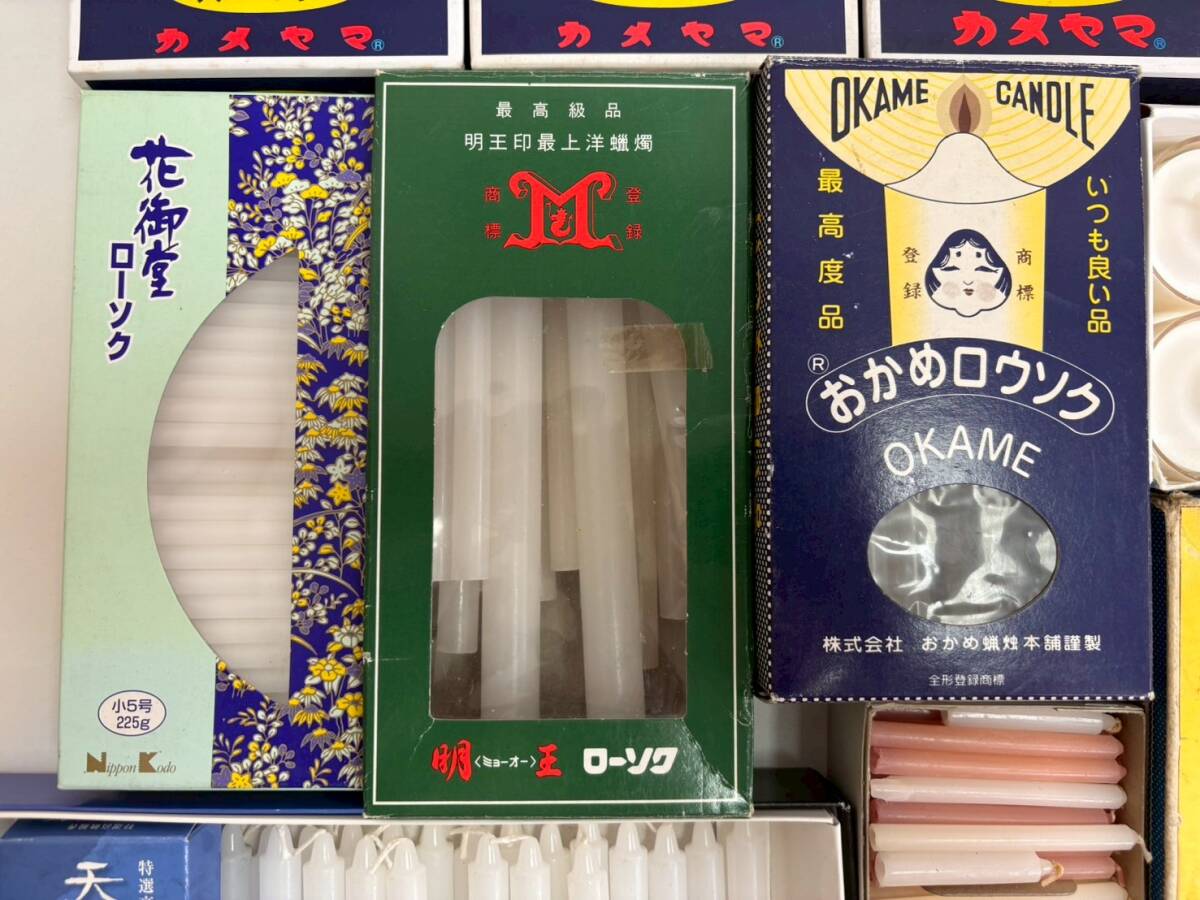 カメヤマ®
カメヤマ®
カメヤマ®
花御堂
ローソク
小5号
225g
Nippon Kodo
最高級品
明王印最上洋蠟燭
商標
登録
明〈ミョーオー〉王 ローソク
OKAME CANDLE
最高度品
いつも良い品
登録
商標
®
おかめロウソク
OKAME
株式会社 おかめ蝋燭本舗謹製
全形登録商標
天
特選